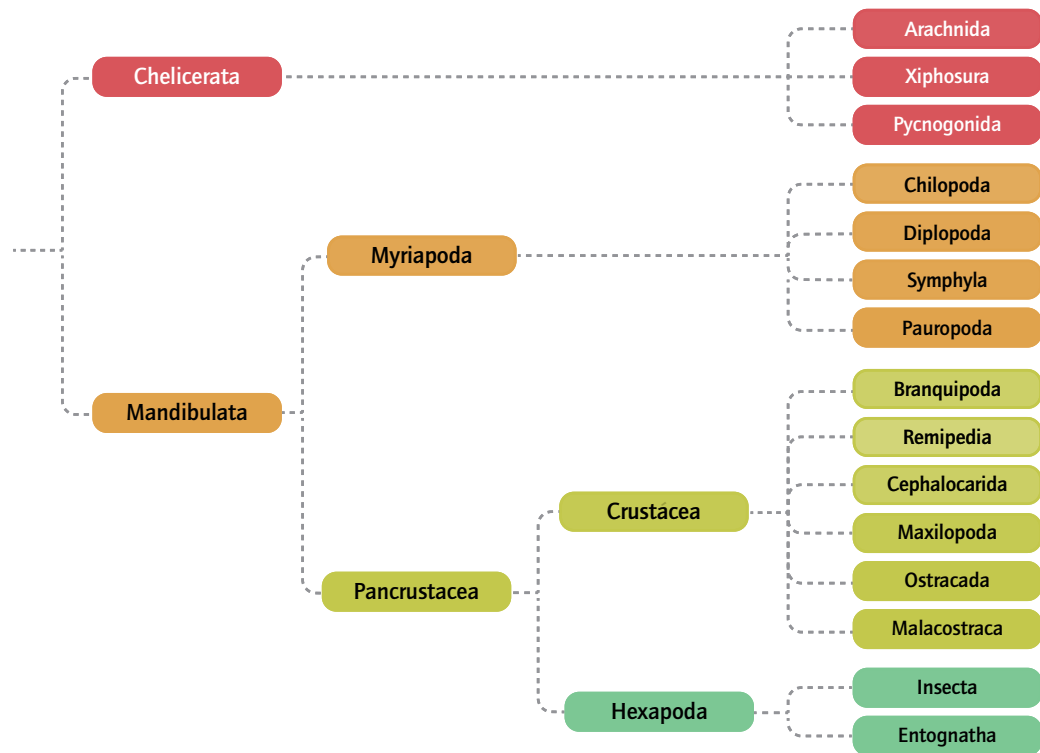 Arachnida
Chelicerata
Xiphosura
Pycnogonida
Chilopoda
Diplopoda
Myriapoda
Symphyla
Pauropoda
Branquipoda
Mandibulata
Remipedia
Cephalocarida
Crustácea
Maxilopoda
Ostracada
Pancrustacea
Malacostraca
Insecta
Hexapoda
Entognatha